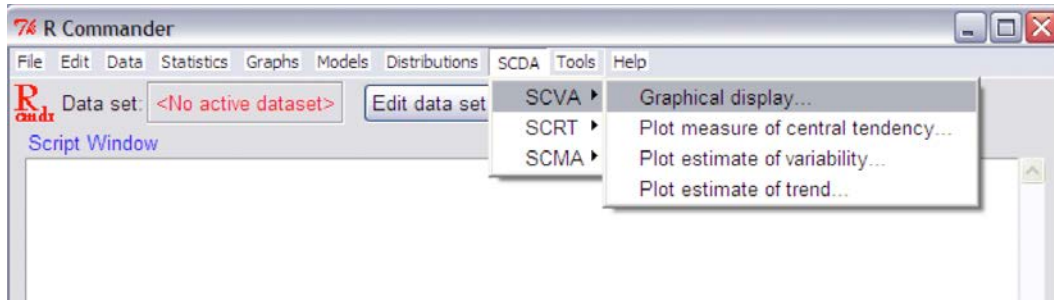 7% R Commander
File Edit Data Statistics Graphs Models Distributions SCDA Tools Help
R cmdr Data set: <No active dataset> Edit data set
SCVA
SCRT
SCMA
Graphical display...
Plot measure of central tendency...
Plot estimate of variability...
Plot estimate of trend...
Script Window